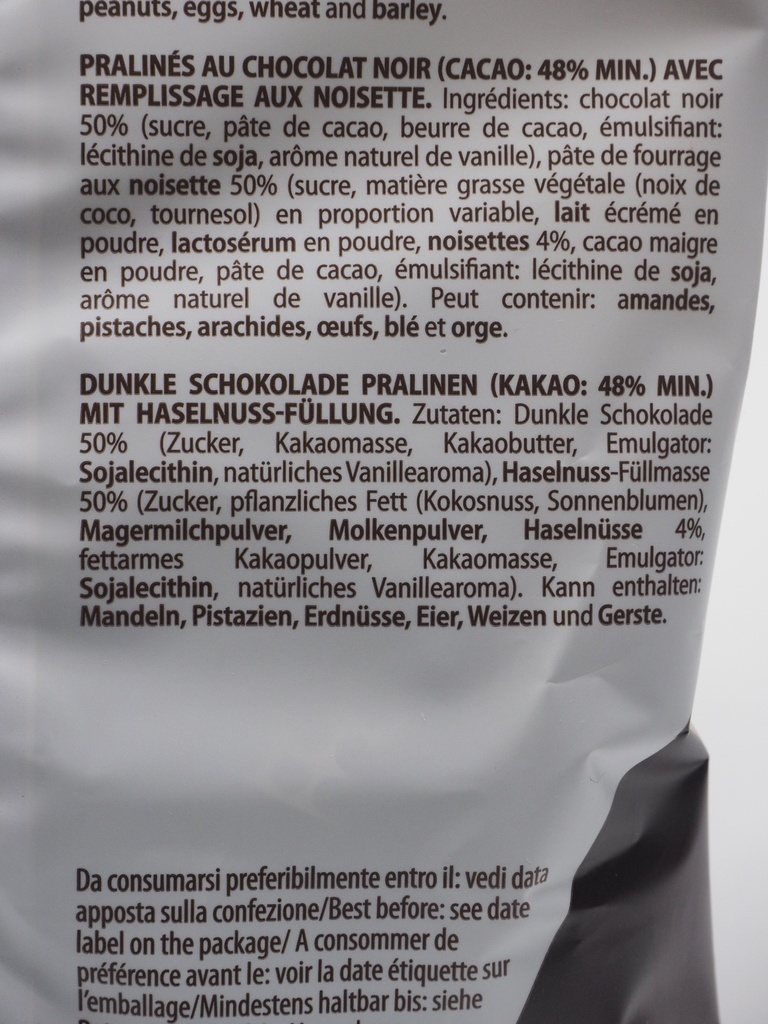 peanuts, eggs, wheat and barley.
PRALINÉS AU CHOCOLAT NOIR (CACAO: 48% MIN.) AVEC
REMPLISSAGE AUX NOISETTE. Ingrédients: chocolat noir
50% (sucre, pâte de cacao, beurre de cacao, émulsifiant:
lécithine de soja, arôme naturel de vanille), pâte de fourrage
aux noisette 50% (sucre, matière grasse végétale (noix de
coco, tournesol) en proportion variable, lait écrémé en
poudre, lactosérum en poudre, noisettes 4%, cacao maigre
en poudre, pâte de cacao, émulsifiant: lécithine de soja,
arôme naturel de vanille). Peut contenir: amandes,
pistaches, arachides, œufs, blé et orge.
DUNKLE SCHOKOLADE PRALINEN (KAKAO: 48% MIN.)
MIT HASELNUSS-FÜLLUNG. Zutaten: Dunkle Schokolade
50% (Zucker, Kakaomasse, Kakaobutter, Emulgator:
Sojalecithin, natürliches Vanillearoma), Haselnuss-Füllmasse
50% (Zucker, pflanzliches Fett (Kokosnuss, Sonnenblumen),
Magermilchpulver, Molkenpulver, Haselnüsse 4%,
fettarmes Kakaopulver, Kakaomasse, Emulgator:
Sojalecithin, natürliches Vanillearoma). Kann enthalten:
Mandeln, Pistazien, Erdnüsse, Eier, Weizen und Gerste.
Da consumarsi preferibilmente entro il: vedi data
apposta sulla confezione/Best before: see date
label on the package/ A consommer de
préférence avant le: voir la date étiquette sur
l'emballage/Mindestens haltbar bis: siehe